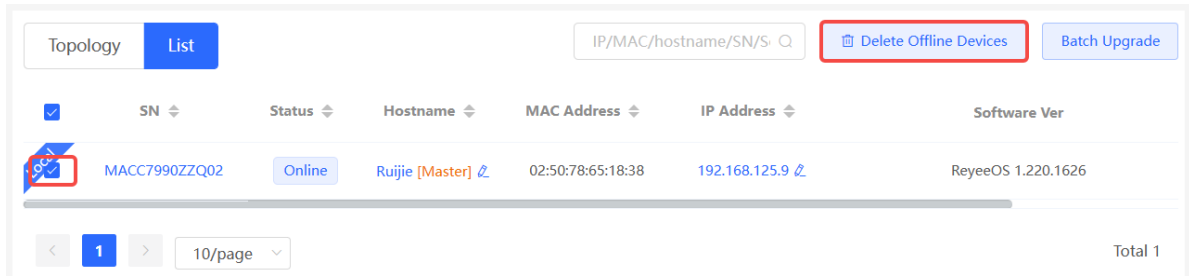 Topology List IP/MAC/hostname/SN/S Delete Offline Devices Batch Upgrade
SN Status Hostname MAC Address IP Address Software Ver
Local MACC7990ZZQ02 Online Ruijie [Master] 02:50:78:65:18:38 192.168.125.9 ReyeeOS 1.220.1626
< 1 > 10/page Total 1